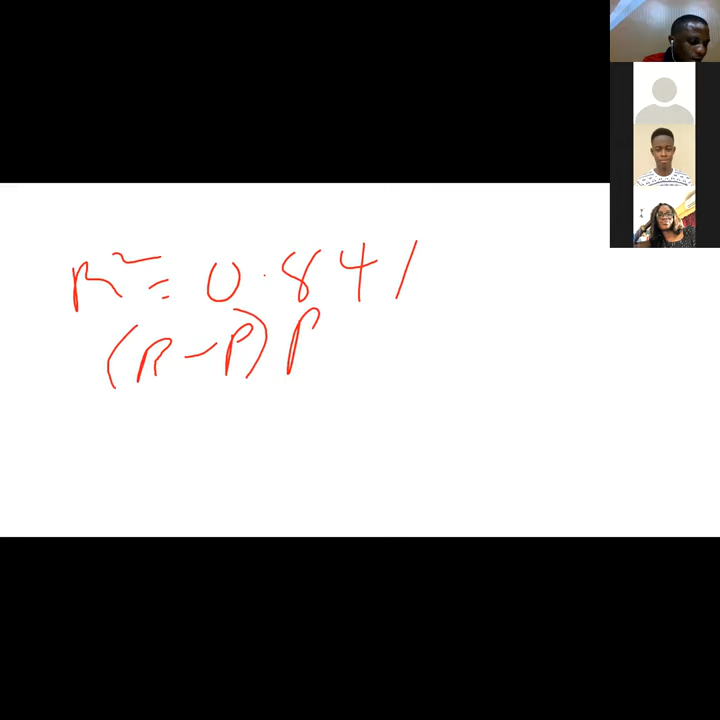 R² = 0.841
(R-P) P